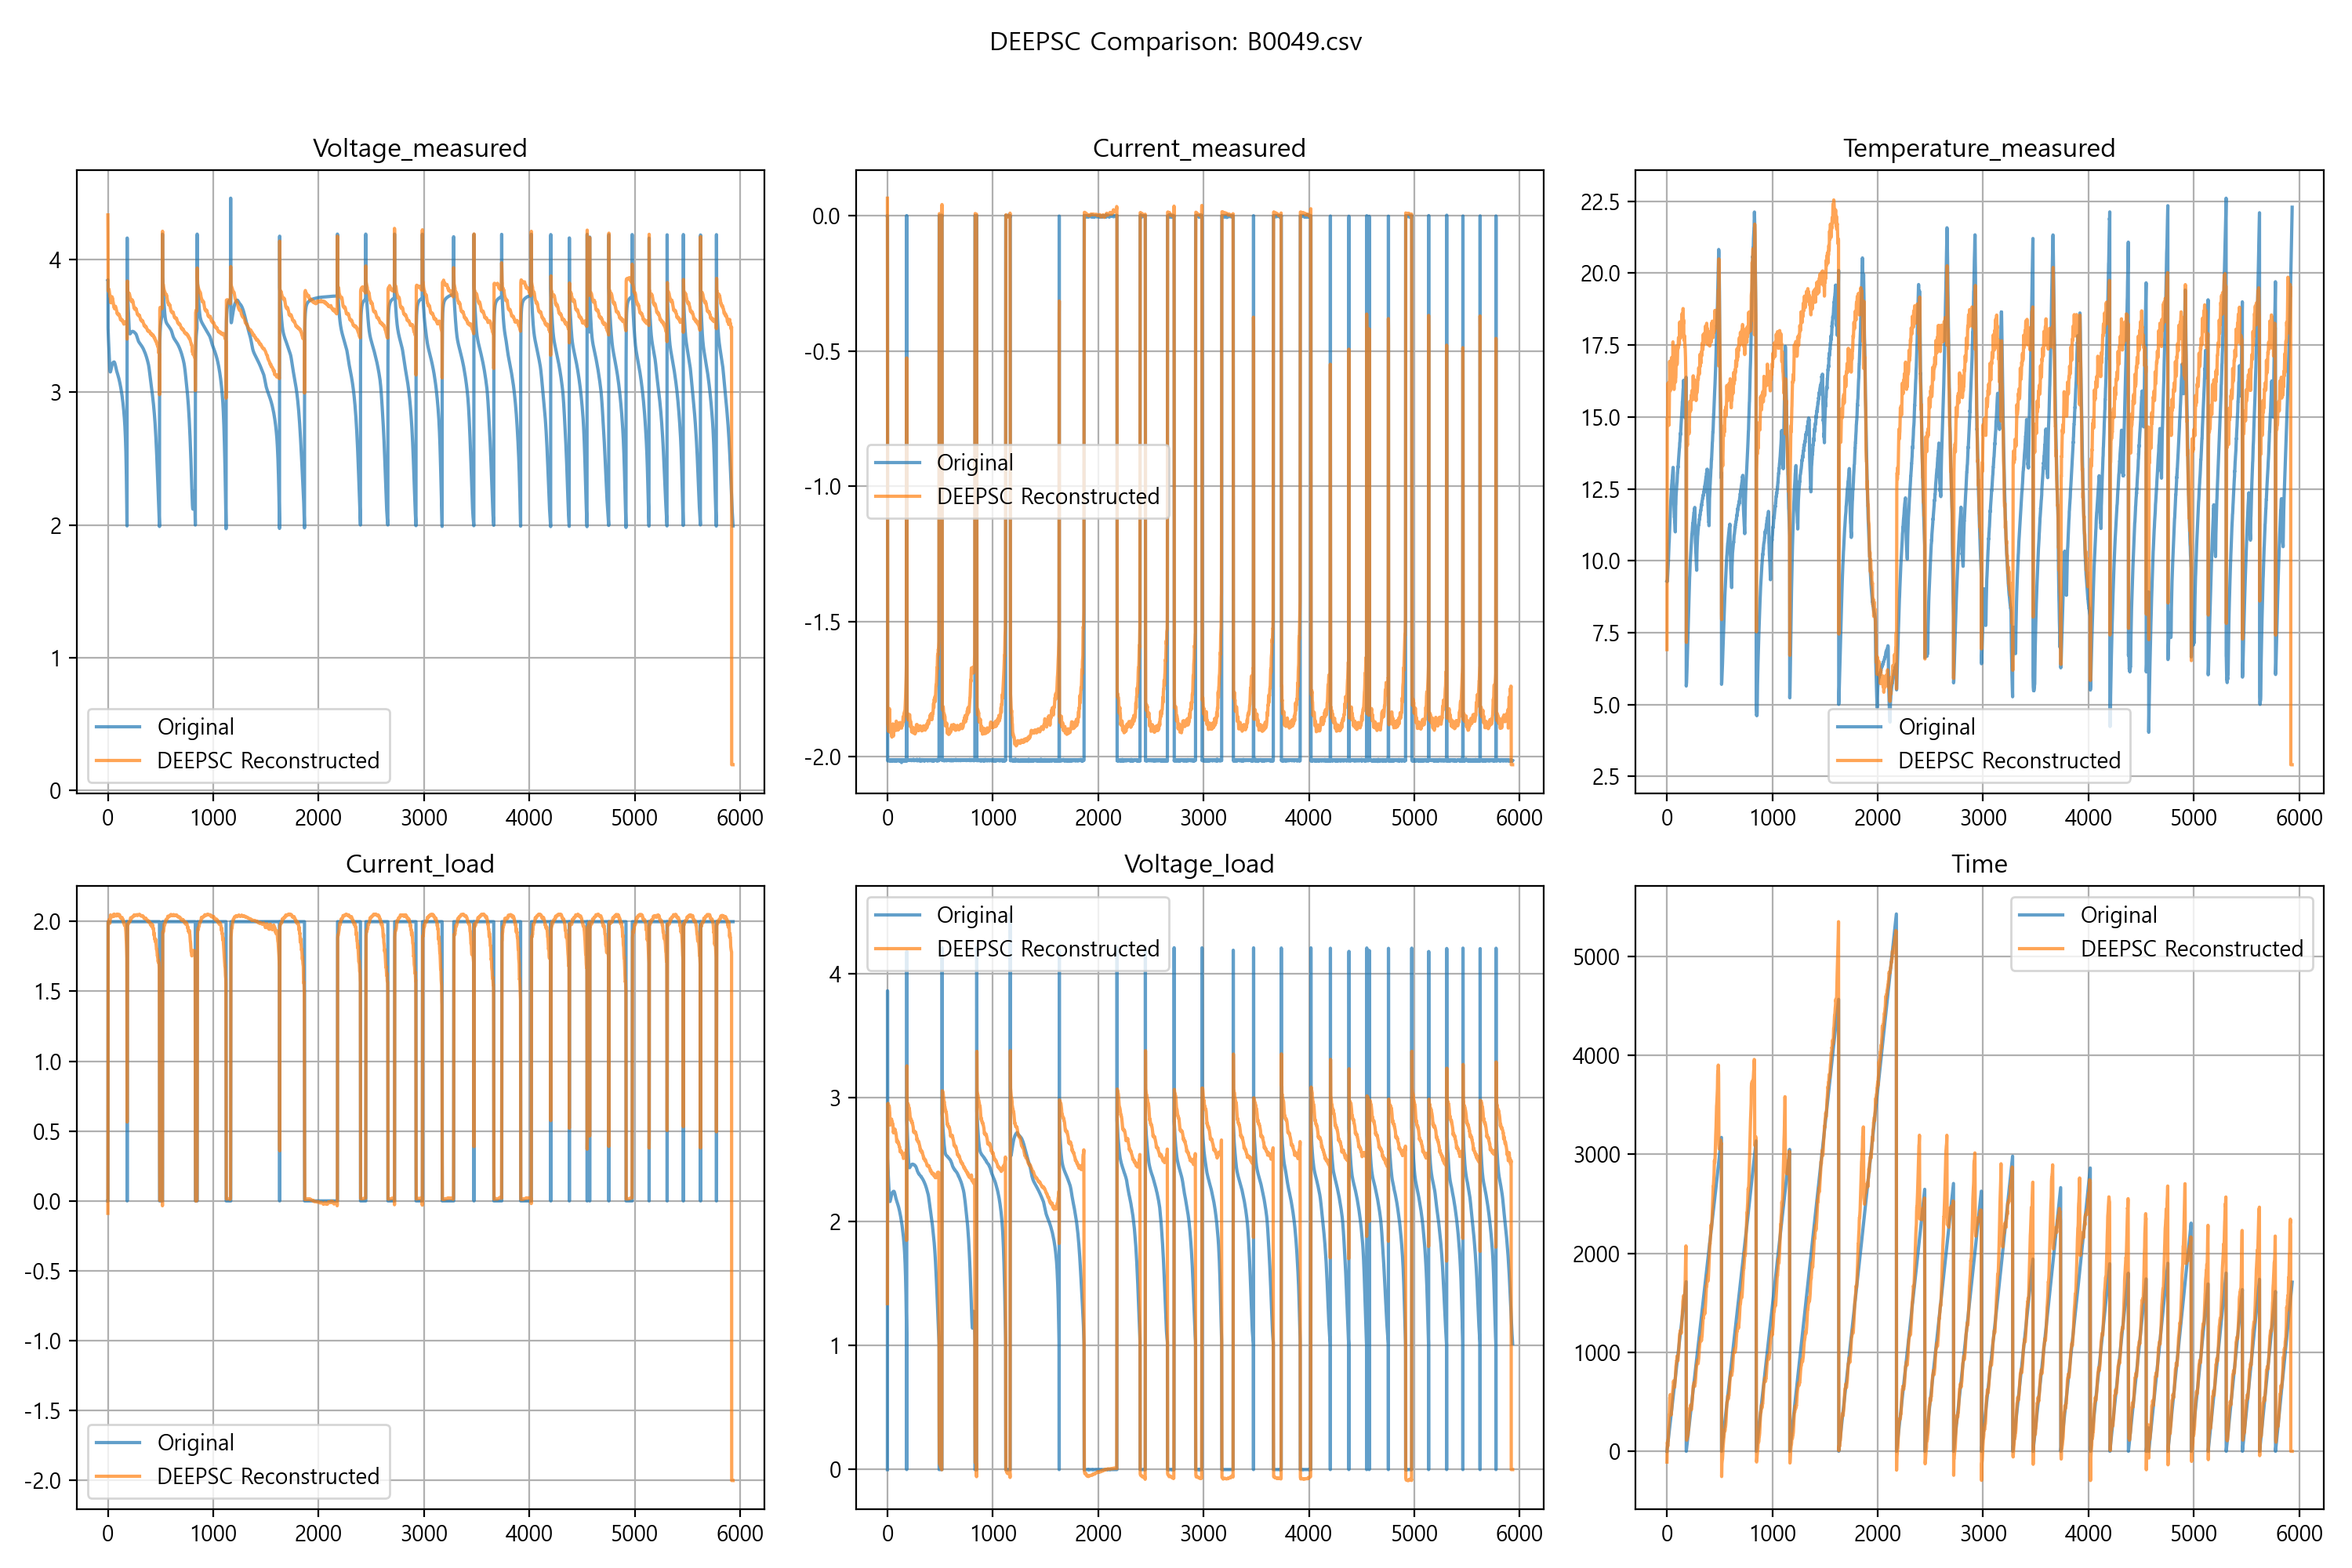 DEEPSC Comparison: B0049.csv
Voltage_measured
4
3
2
1
0
0 1000 2000 3000 4000 5000 6000
Original
DEEPSC Reconstructed
Current_measured
0.0
-0.5
-1.0
-1.5
-2.0
0 1000 2000 3000 4000 5000 6000
Original
DEEPSC Reconstructed
Temperature_measured
22.5
20.0
17.5
15.0
12.5
10.0
7.5
5.0
2.5
0 1000 2000 3000 4000 5000 6000
Original
DEEPSC Reconstructed
Current_load
2.0
1.5
1.0
0.5
0.0
-0.5
-1.0
-1.5
-2.0
0 1000 2000 3000 4000 5000 6000
Original
DEEPSC Reconstructed
Voltage_load
4
3
2
1
0
0 1000 2000 3000 4000 5000 6000
Original
DEEPSC Reconstructed
Time
5000
4000
3000
2000
1000
0
0 1000 2000 3000 4000 5000 6000
Original
DEEPSC Reconstructed